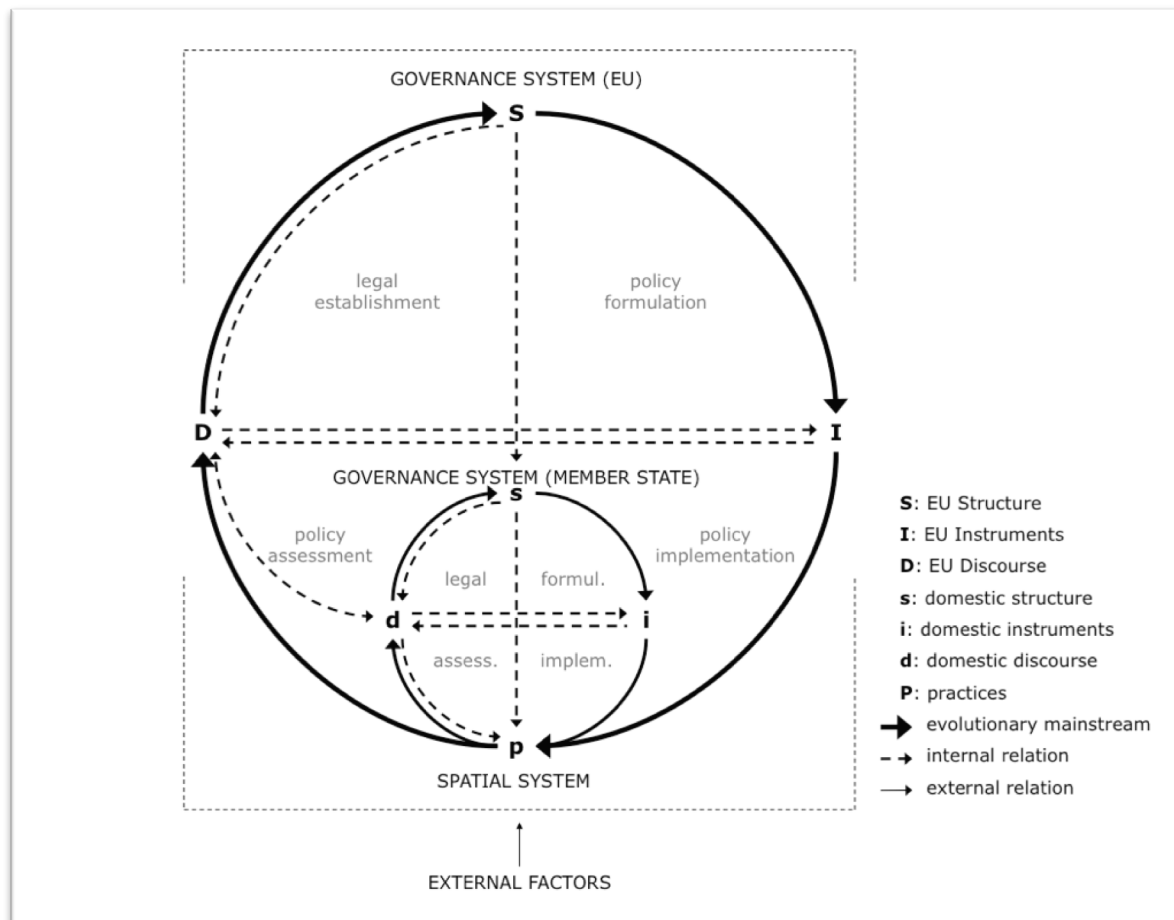 GOVERNANCE SYSTEM (EU)
S
legal
establishment
policy
formulation
D
I
GOVERNANCE SYSTEM (MEMBER STATE)
s
policy
assessment
policy
implementation
legal
formul.
d
i
assess.
implem.
p
SPATIAL SYSTEM
EXTERNAL FACTORS
S: EU Structure
I: EU Instruments
D: EU Discourse
s: domestic structure
i: domestic instruments
d: domestic discourse
P: practices
evolutionary mainstream
internal relation
external relation